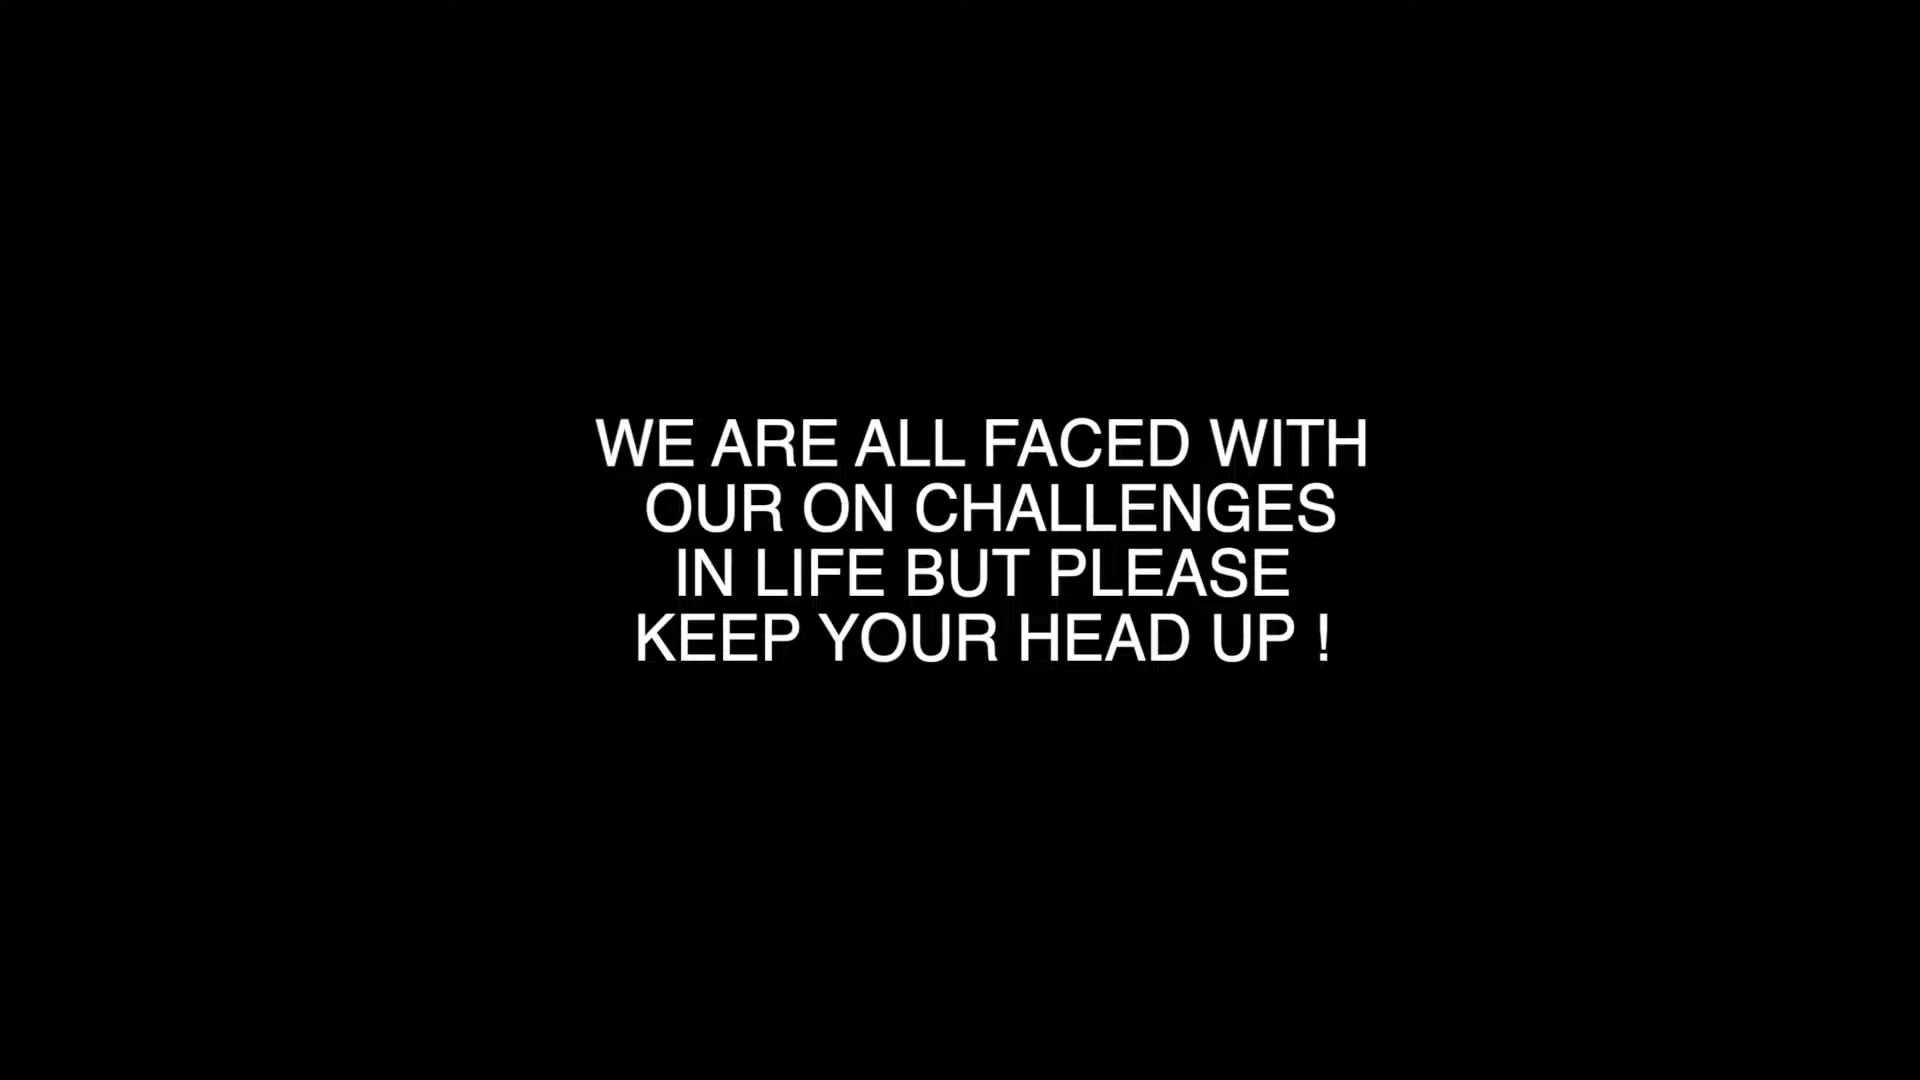 WE ARE ALL FACED WITH
OUR ON CHALLENGES
IN LIFE BUT PLEASE
KEEP YOUR HEAD UP !